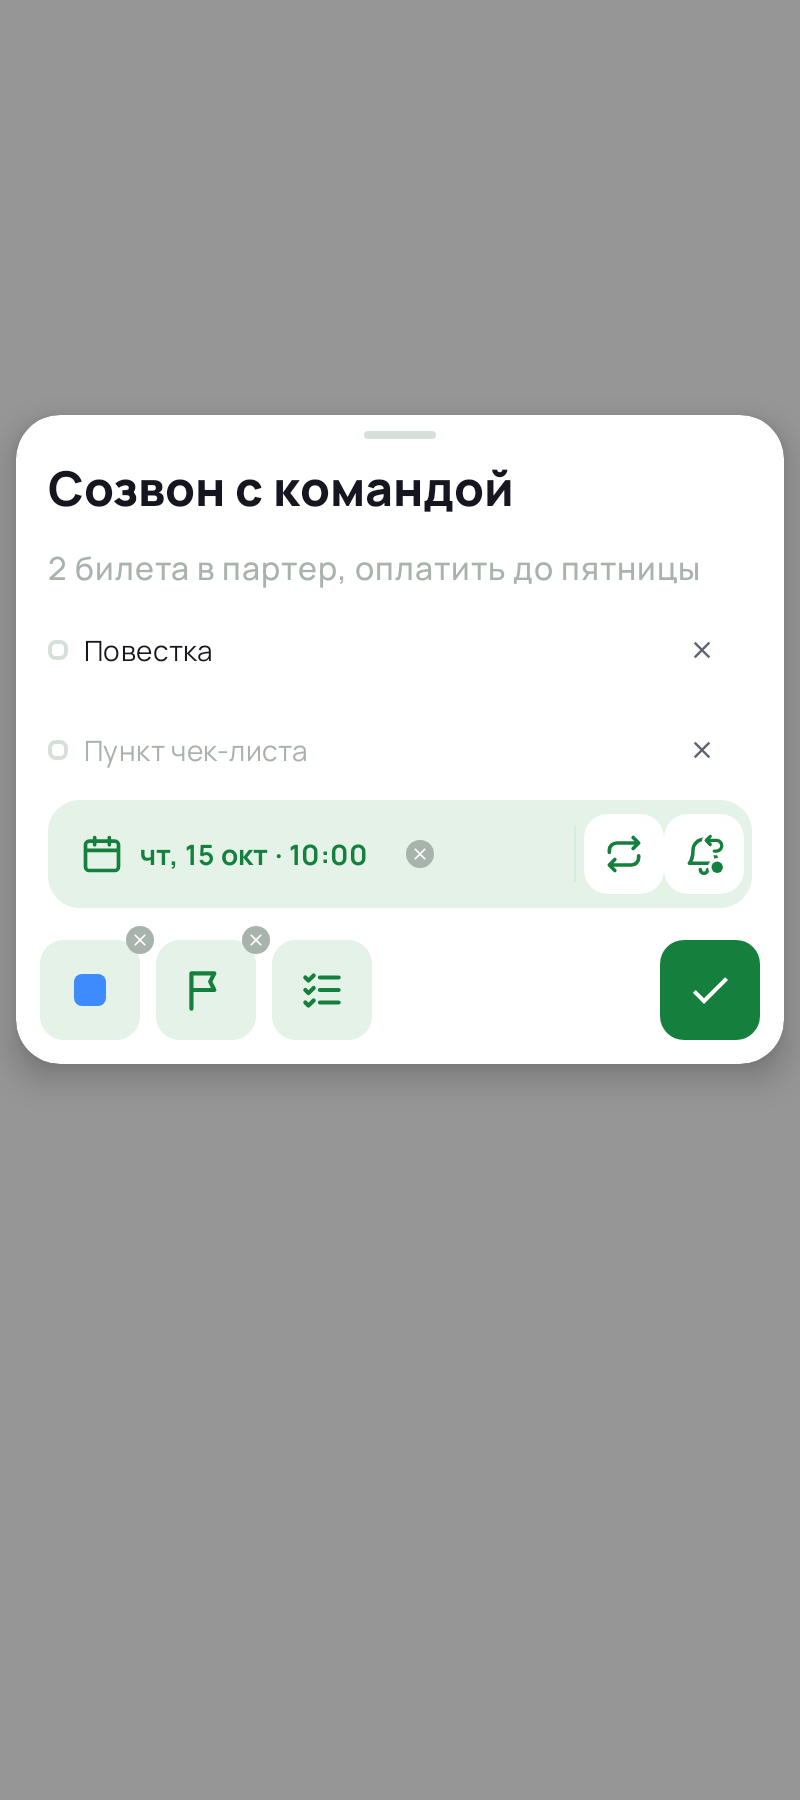 Созвон с командой
2 билета в партер, оплатить до пятницы
Повестка
Пункт чек-листа
чт, 15 окт · 10:00